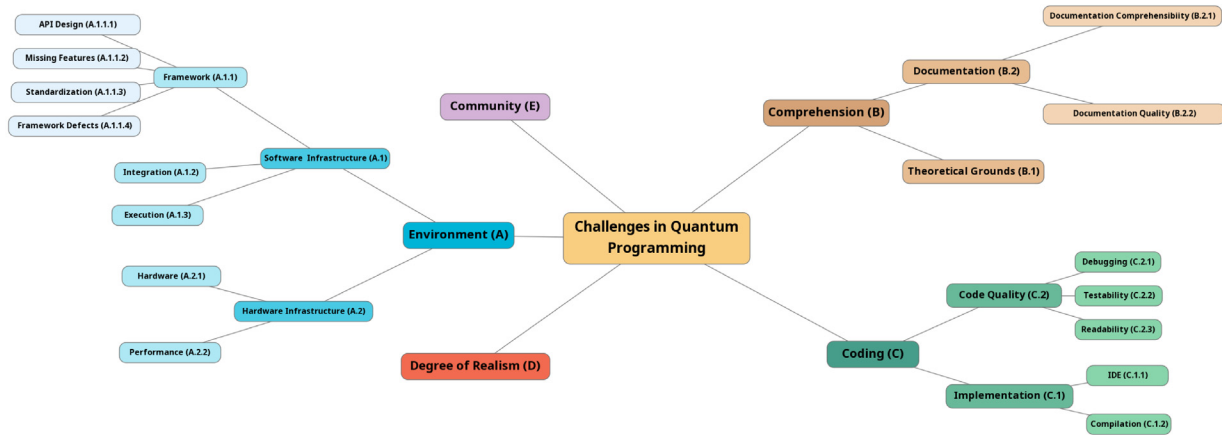 API Design (A.1.1.1)
Missing Features (A.1.1.2)
Standardization (A.1.1.3)
Framework Defects (A.1.1.4)
Framework (A.1.1)
Integration (A.1.2)
Execution (A.1.3)
Software Infrastructure (A.1)
Hardware (A.2.1)
Performance (A.2.2)
Hardware Infrastructure (A.2)
Environment (A)
Community (E)
Degree of Realism (D)
Challenges in Quantum
Programming
Comprehension (B)
Documentation (B.2)
Documentation Comprehensibiity (B.2.1)
Documentation Quality (B.2.2)
Theoretical Grounds (B.1)
Coding (C)
Code Quality (C.2)
Debugging (C.2.1)
Testability (C.2.2)
Readability (C.2.3)
Implementation (C.1)
IDE (C.1.1)
Compilation (C.1.2)